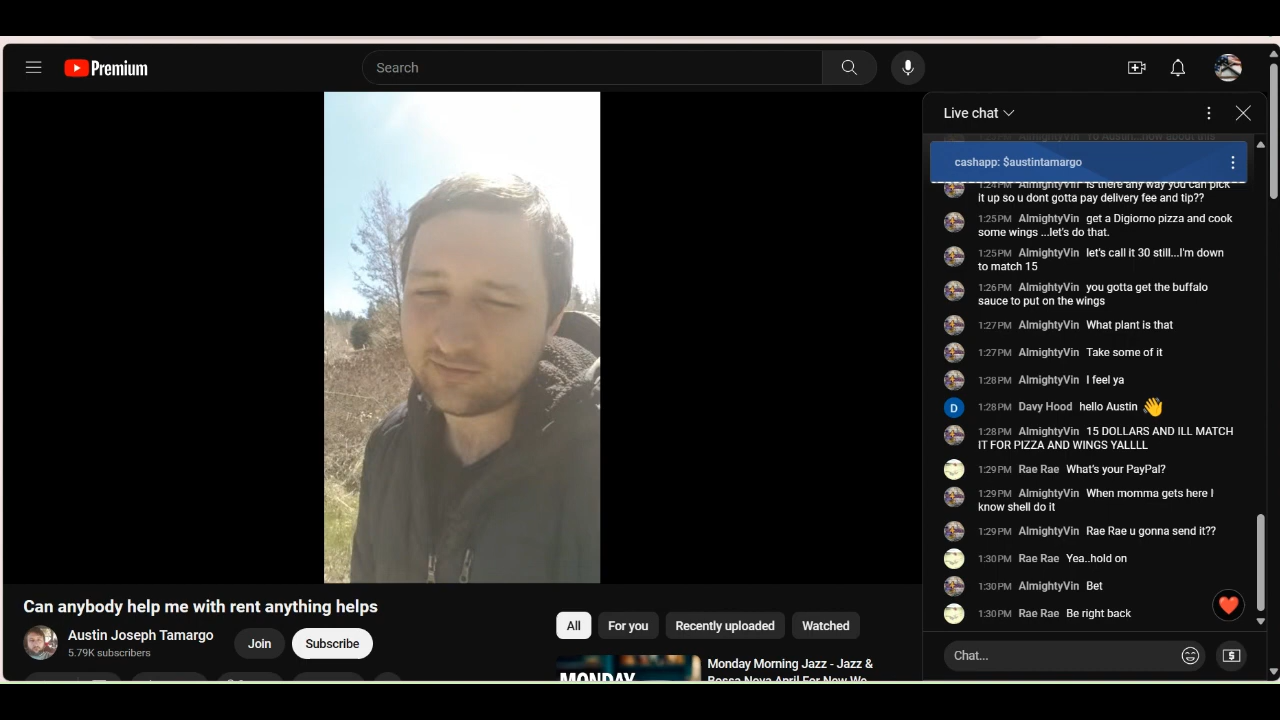 Premium
Search
Live chat
cashapp: $austintamargo
1:24 PM AlmightyVin is there any way you can pick
it up so u dont gotta pay delivery fee and tip??
1:25 PM AlmightyVin get a Digiorno pizza and cook
some wings ...let's do that.
1:25 PM AlmightyVin let's call it 30 still...I'm down
to match 15
1:26 PM AlmightyVin you gotta get the buffalo
sauce to put on the wings
1:27 PM AlmightyVin What plant is that
1:27 PM AlmightyVin Take some of it
1:28 PM AlmightyVin I feel ya
D
1:28 PM Davy Hood hello Austin 👋
1:28 PM AlmightyVin 15 DOLLARS AND ILL MATCH
IT FOR PIZZA AND WINGS YALLLL
1:29 PM Rae Rae What's your PayPal?
1:29 PM AlmightyVin When momma gets here I
know shell do it
1:29 PM AlmightyVin Rae Rae u gonna send it??
1:30 PM Rae Rae Yea..hold on
1:30 PM AlmightyVin Bet
1:30 PM Rae Rae Be right back
Chat...
Can anybody help me with rent anything helps
Austin Joseph Tamargo
5.79K subscribers
Join
Subscribe
All
For you
Recently uploaded
Watched
MONDAY
Monday Morning Jazz - Jazz &
Bossa Nova April For New We